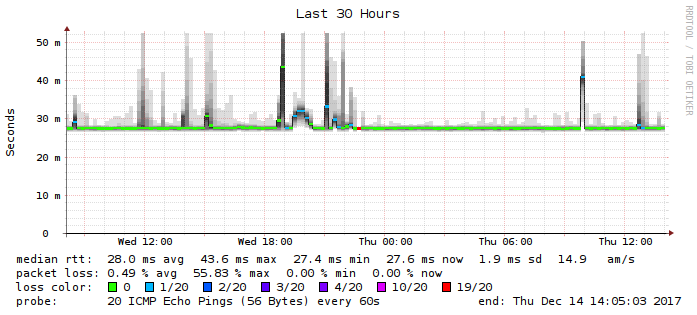 Last 30 Hours
RRDTOOL / TOBI OETIKER
Seconds
50 m
40 m
30 m
20 m
10 m
0
Wed 12:00 Wed 18:00 Thu 00:00 Thu 06:00 Thu 12:00
median rtt: 28.0 ms avg 43.6 ms max 27.4 ms min 27.6 ms now 1.9 ms sd 14.9 am/s
packet loss: 0.49 % avg 55.83 % max 0.00 % min 0.00 % now
loss color: 0 1/20 2/20 3/20 4/20 10/20 19/20
probe: 20 ICMP Echo Pings (56 Bytes) every 60s end: Thu Dec 14 14:05:03 2017